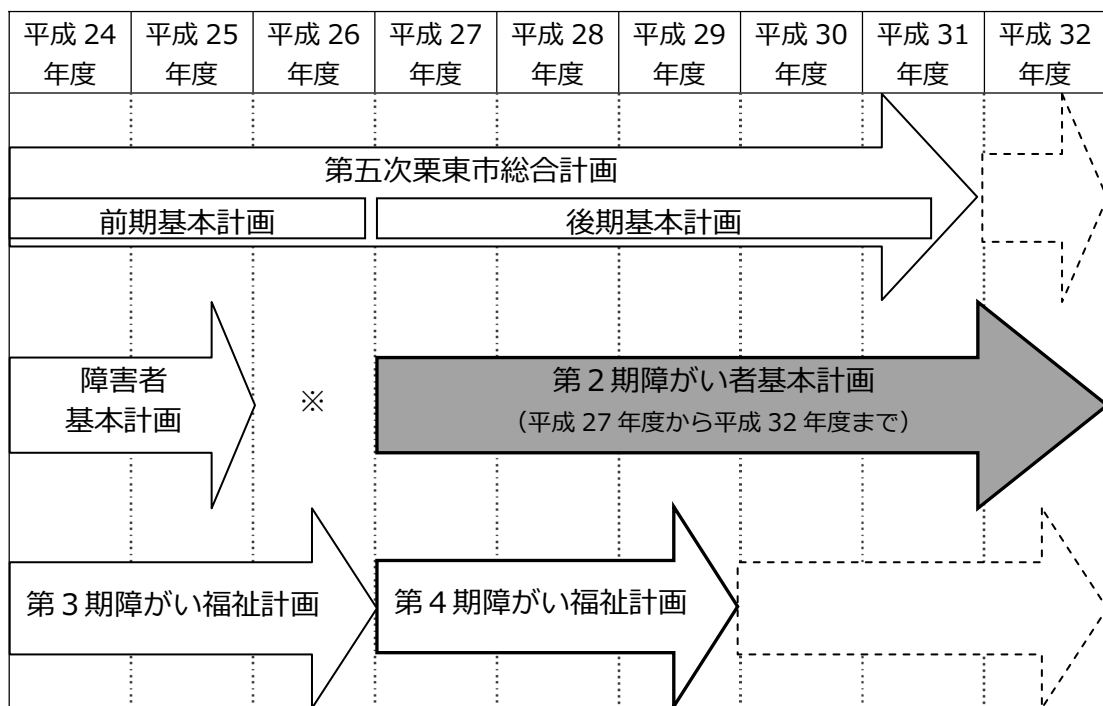 平成 24 年度
平成 25 年度
平成 26 年度
平成 27 年度
平成 28 年度
平成 29 年度
平成 30 年度
平成 31 年度
平成 32 年度
第五次栗東市総合計画
前期基本計画
後期基本計画
障害者
基本計画
※
第２期障がい者基本計画
（平成 27 年度から平成 32 年度まで）
第３期障がい福祉計画
第４期障がい福祉計画